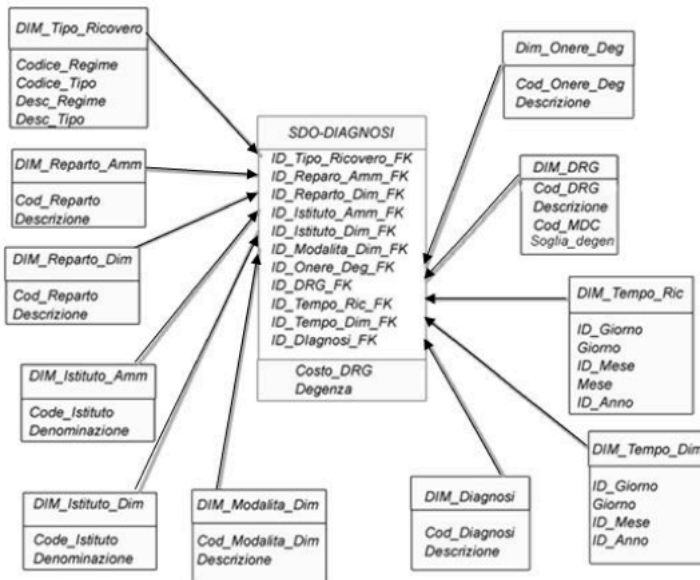 DIM_Tipo_Ricovero
Codice_Regime
Codice_Tipo
Desc_Regime
Desc_Tipo
DIM_Reparto_Amm
Cod_Reparto
Descrizione
DIM_Reparto_Dim
Cod_Reparto
Descrizione
DIM_Istituto_Amm
Code_Istituto
Denominazione
DIM_Istituto_Dim
Code_Istituto
Denominazione
DIM_Modalita_Dim
Cod_Modalita_Dim
Descrizione
SDO-DIAGNOSI
ID_Tipo_Ricovero_FK
ID_Reparo_Amm_FK
ID_Reparto_Dim_FK
ID_Istituto_Amm_FK
ID_Istituto_Dim_FK
ID_Modalita_Dim_FK
ID_Onere_Deg_FK
ID_DRG_FK
ID_Tempo_Ric_FK
ID_Tempo_Dim_FK
ID_DIagnosi_FK
Costo_DRG
Degenza
Dim_Onere_Deg
Cod_Onere_Deg
Descrizione
DIM_DRG
Cod_DRG
Descrizione
Cod_MDC
Soglia_degen
DIM_Tempo_Ric
ID_Giorno
Giorno
ID_Mese
Mese
ID_Anno
DIM_Tempo_Dim
ID_Giorno
Giorno
ID_Mese
ID_Anno
DIM_Diagnosi
Cod_Diagnosi
Descrizione